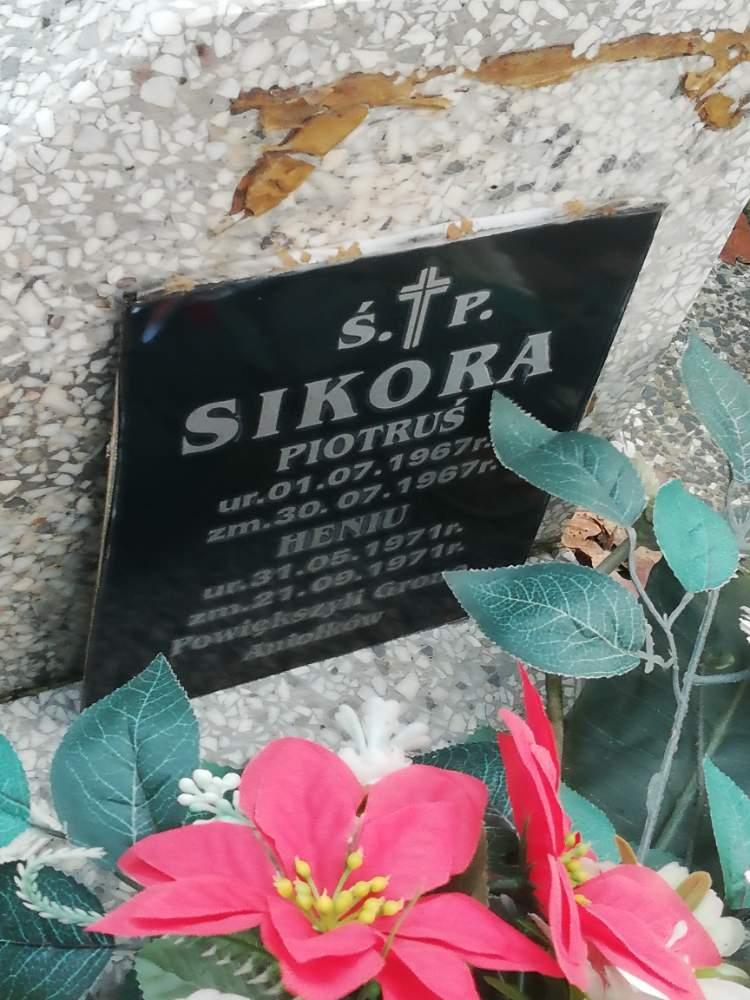 Ś. P.
SIKORA
PIOTRUŚ
ur.01.07.1967r.
zm.30.07.1967r.
HENIU
ur.31.05.1971r.
zm.21.09.1971r.
Powiększyli Grono
Aniołków